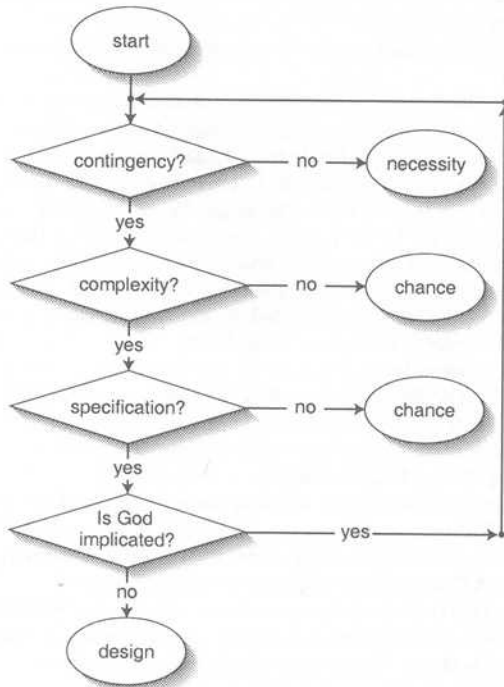 start
contingency?
no
necessity
yes
complexity?
no
chance
yes
specification?
no
chance
yes
Is God
implicated?
yes
no
design